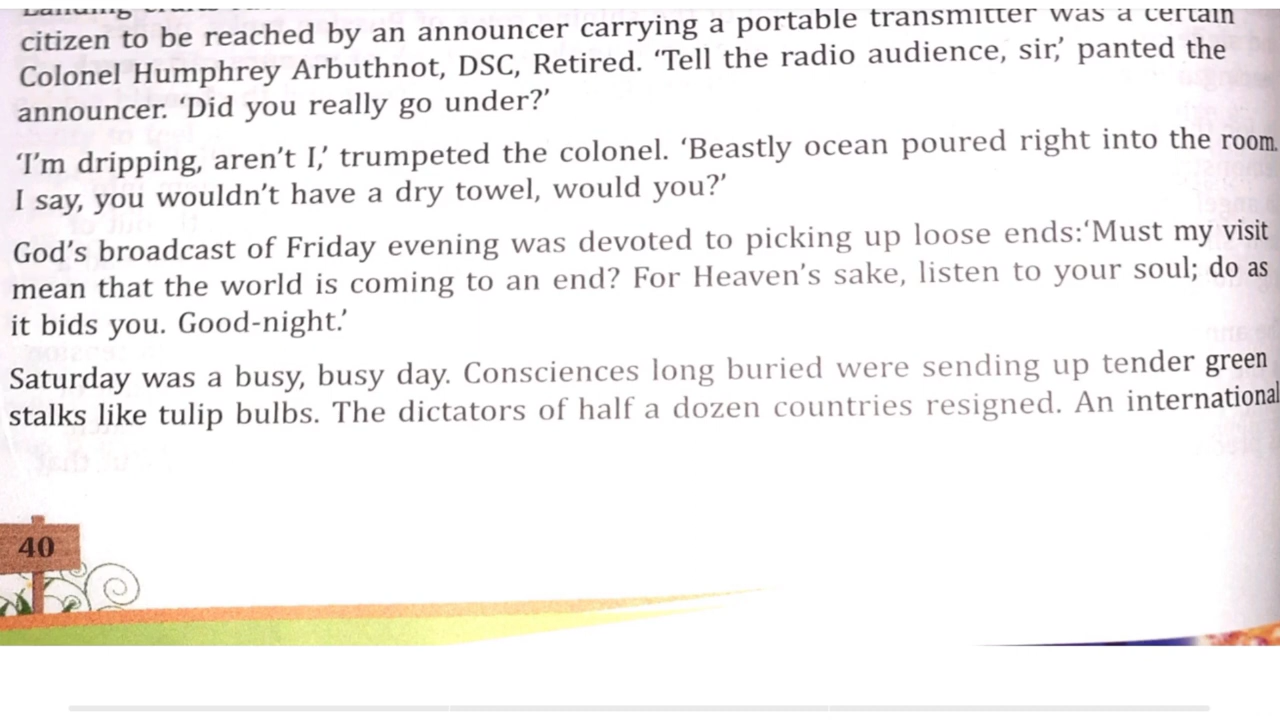 Landing
citizen to be reached by an announcer carrying a portable transmitter was a certain
Colonel Humphrey Arbuthnot, DSC, Retired. ‘Tell the radio audience, sir,’ panted the
announcer. ‘Did you really go under?’
‘I’m dripping, aren’t I,’ trumpeted the colonel. ‘Beastly ocean poured right into the room.
I say, you wouldn’t have a dry towel, would you?’
God’s broadcast of Friday evening was devoted to picking up loose ends:‘Must my visit
mean that the world is coming to an end? For Heaven’s sake, listen to your soul; do as
it bids you. Good-night.’
Saturday was a busy, busy day. Consciences long buried were sending up tender green
stalks like tulip bulbs. The dictators of half a dozen countries resigned. An international
40